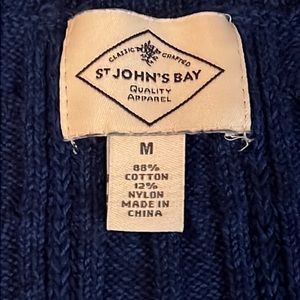 CLASSIC CRAFTED
ST JOHN'S BAY
QUALITY
APPAREL
M
88%
COTTON
12%
NYLON
MADE IN
CHINA